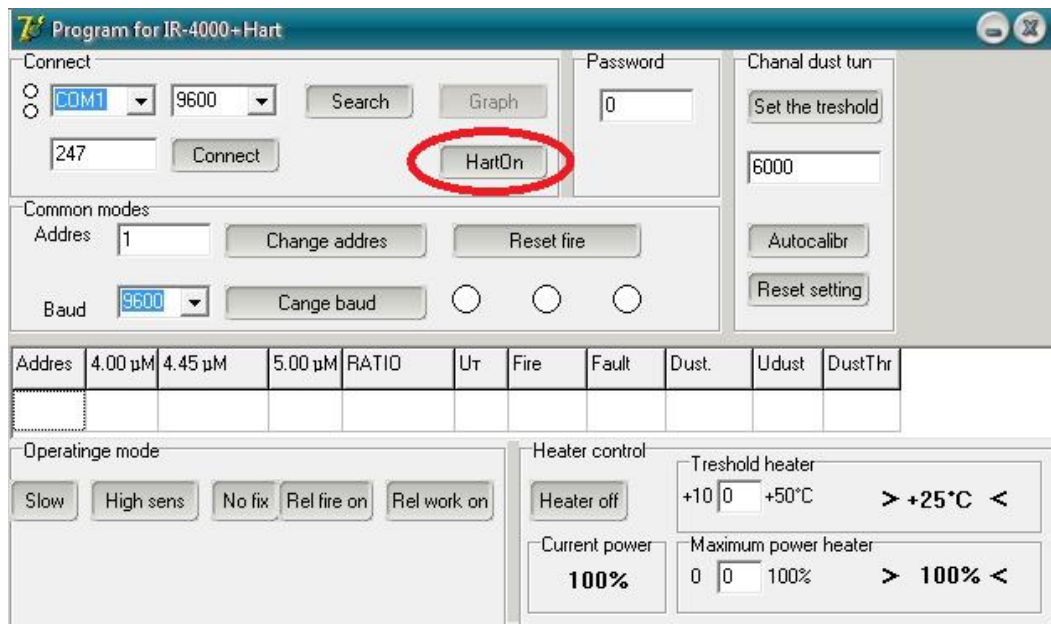 Program for IR-4000+Hart
Connect
COM1 9600 Search Graph
247 Connect HartOn
Password
0
Chanal dust tun
Set the treshold
6000
Autocalibr
Reset setting
Common modes
Addres 1 Change addres Reset fire
Baud 9600 Cange baud
Addres 4.00 µM 4.45 µM 5.00 µM RATIO Uт Fire Fault Dust. Udust DustThr
Operatinge mode
Slow High sens No fix Rel fire on Rel work on
Heater control
Heater off
Treshold heater
+10 0 +50°C > +25°C <
Current power
100%
Maximum power heater
0 0 100% > 100% <